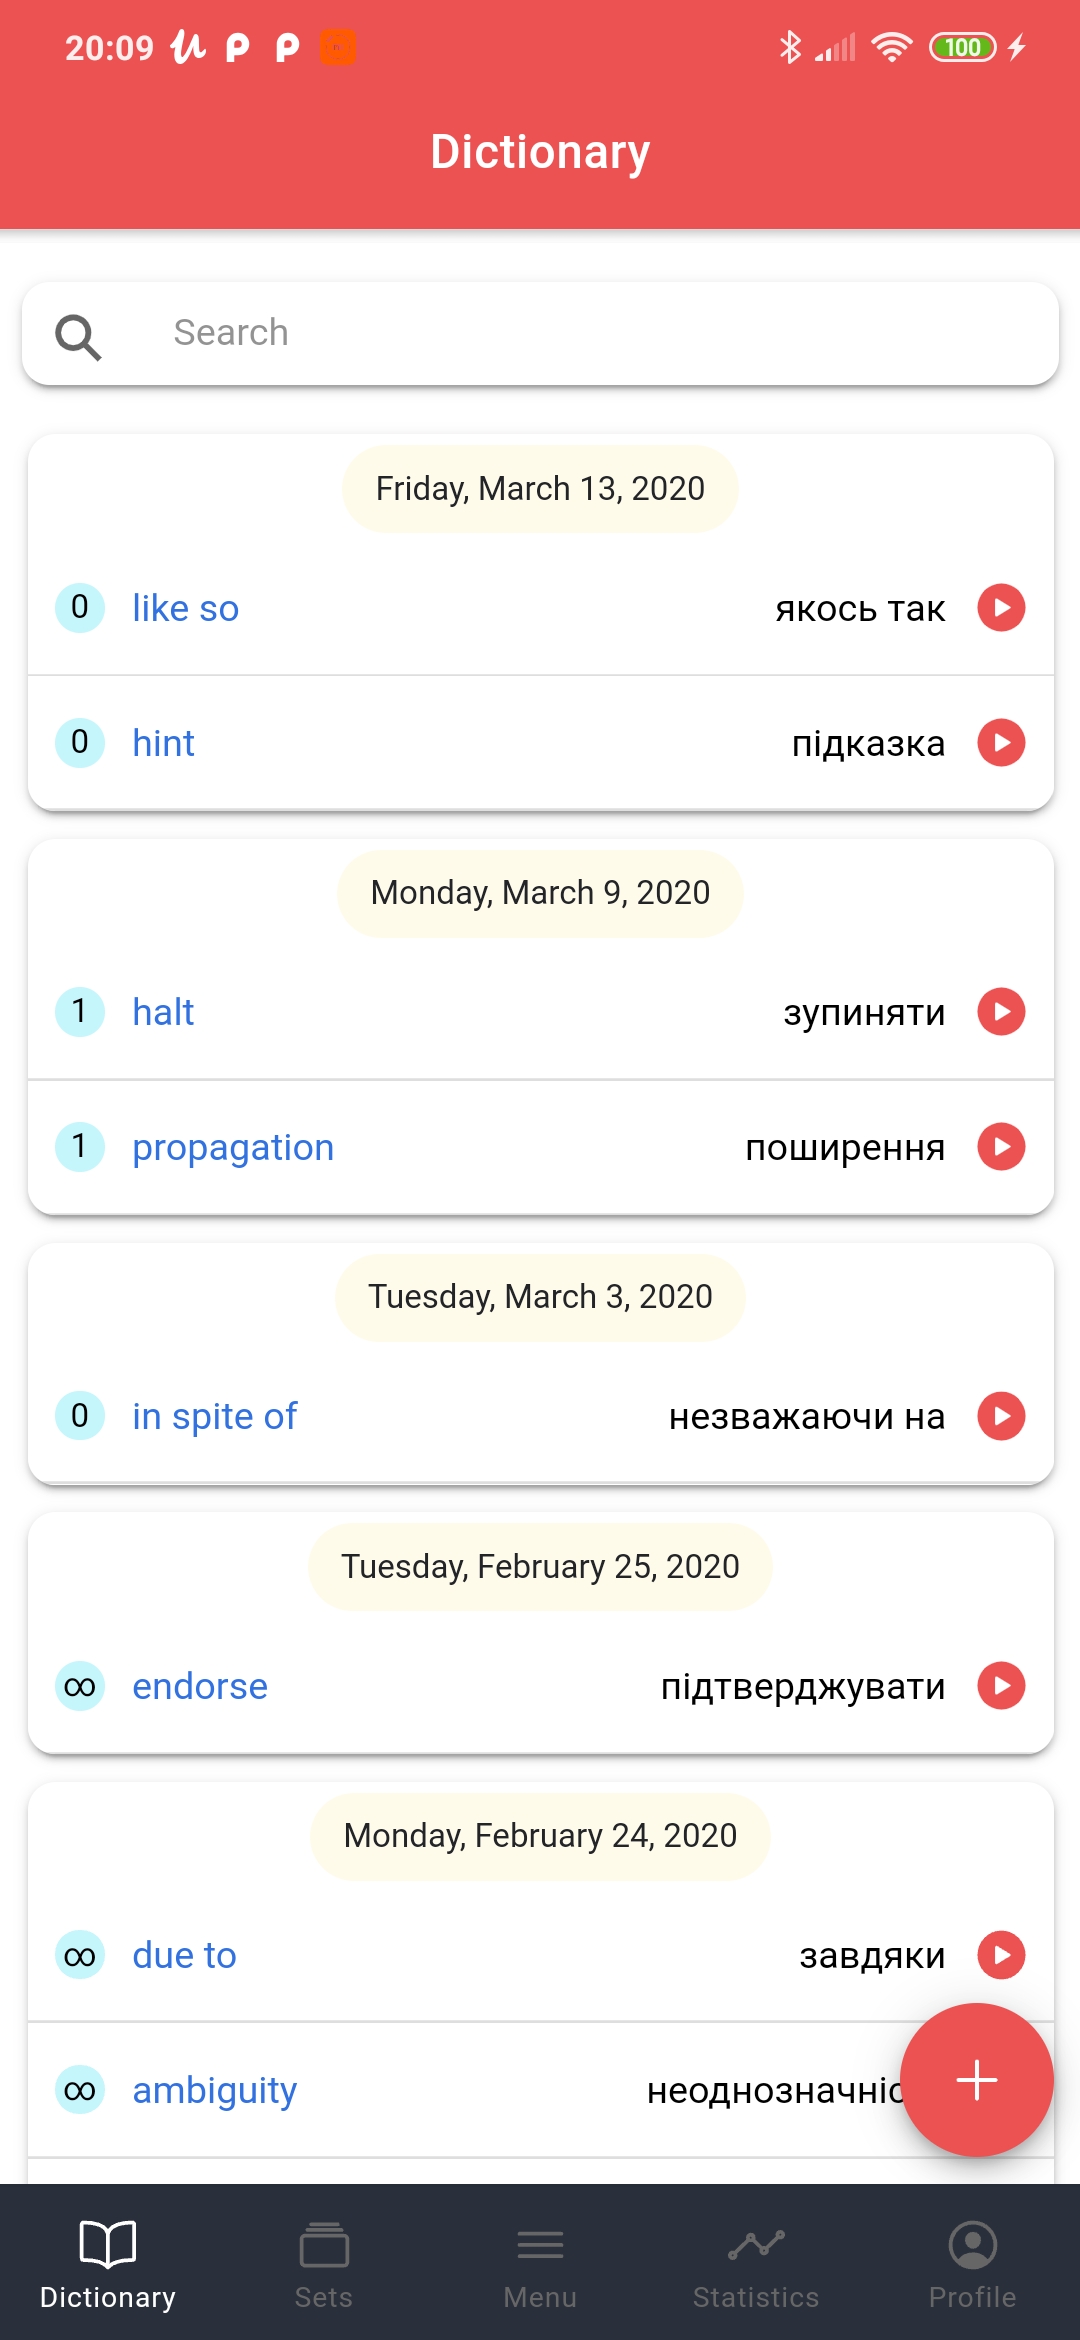 20:09
100
Dictionary
Search
Friday, March 13, 2020
0 like so якось так
0 hint підказка
Monday, March 9, 2020
1 halt зупиняти
1 propagation поширення
Tuesday, March 3, 2020
0 in spite of незважаючи на
Tuesday, February 25, 2020
∞ endorse підтверджувати
Monday, February 24, 2020
∞ due to завдяки
∞ ambiguity
Dictionary Sets Menu Statistics Profile